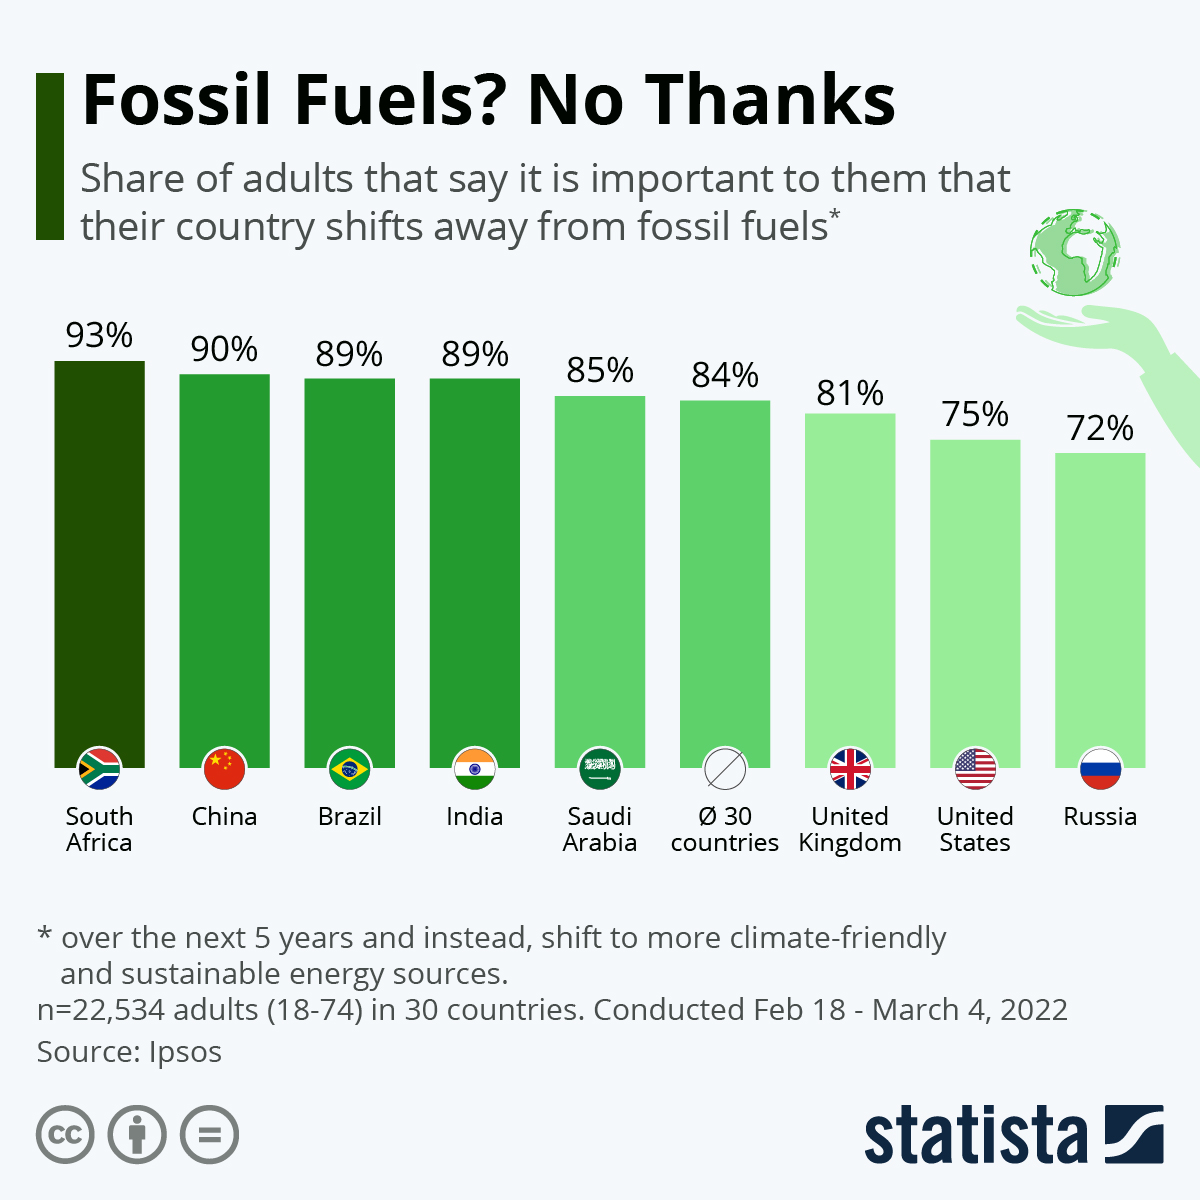 Fossil Fuels? No Thanks
Share of adults that say it is important to them that
their country shifts away from fossil fuels*
93%
90%
89%
89%
85%
84%
81%
75%
72%
South
Africa
China
Brazil
India
Saudi
Arabia
Ø 30
countries
United
Kingdom
United
States
Russia
* over the next 5 years and instead, shift to more climate-friendly
and sustainable energy sources.
n=22,534 adults (18-74) in 30 countries. Conducted Feb 18 - March 4, 2022
Source: Ipsos
cc
statista